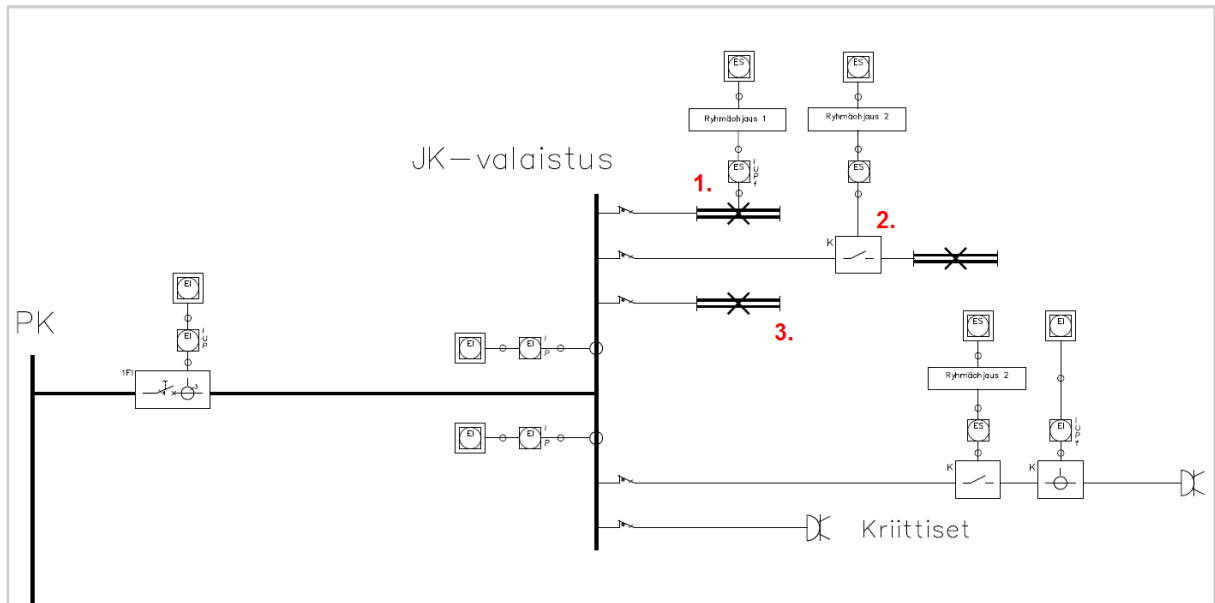 ES
ES
Ryhmäohjaus 1
Ryhmäohjaus 2
JK-valaistus
ES
I
U
P
f
ES
1.
2.
K
EI
PK
EI
I
U
P
3.
ES
EI
1F1
x3
EI
EI
I
P
Ryhmäohjaus 2
EI
EI
I
P
ES
EI
I
U
P
f
K
K
Kriittiset